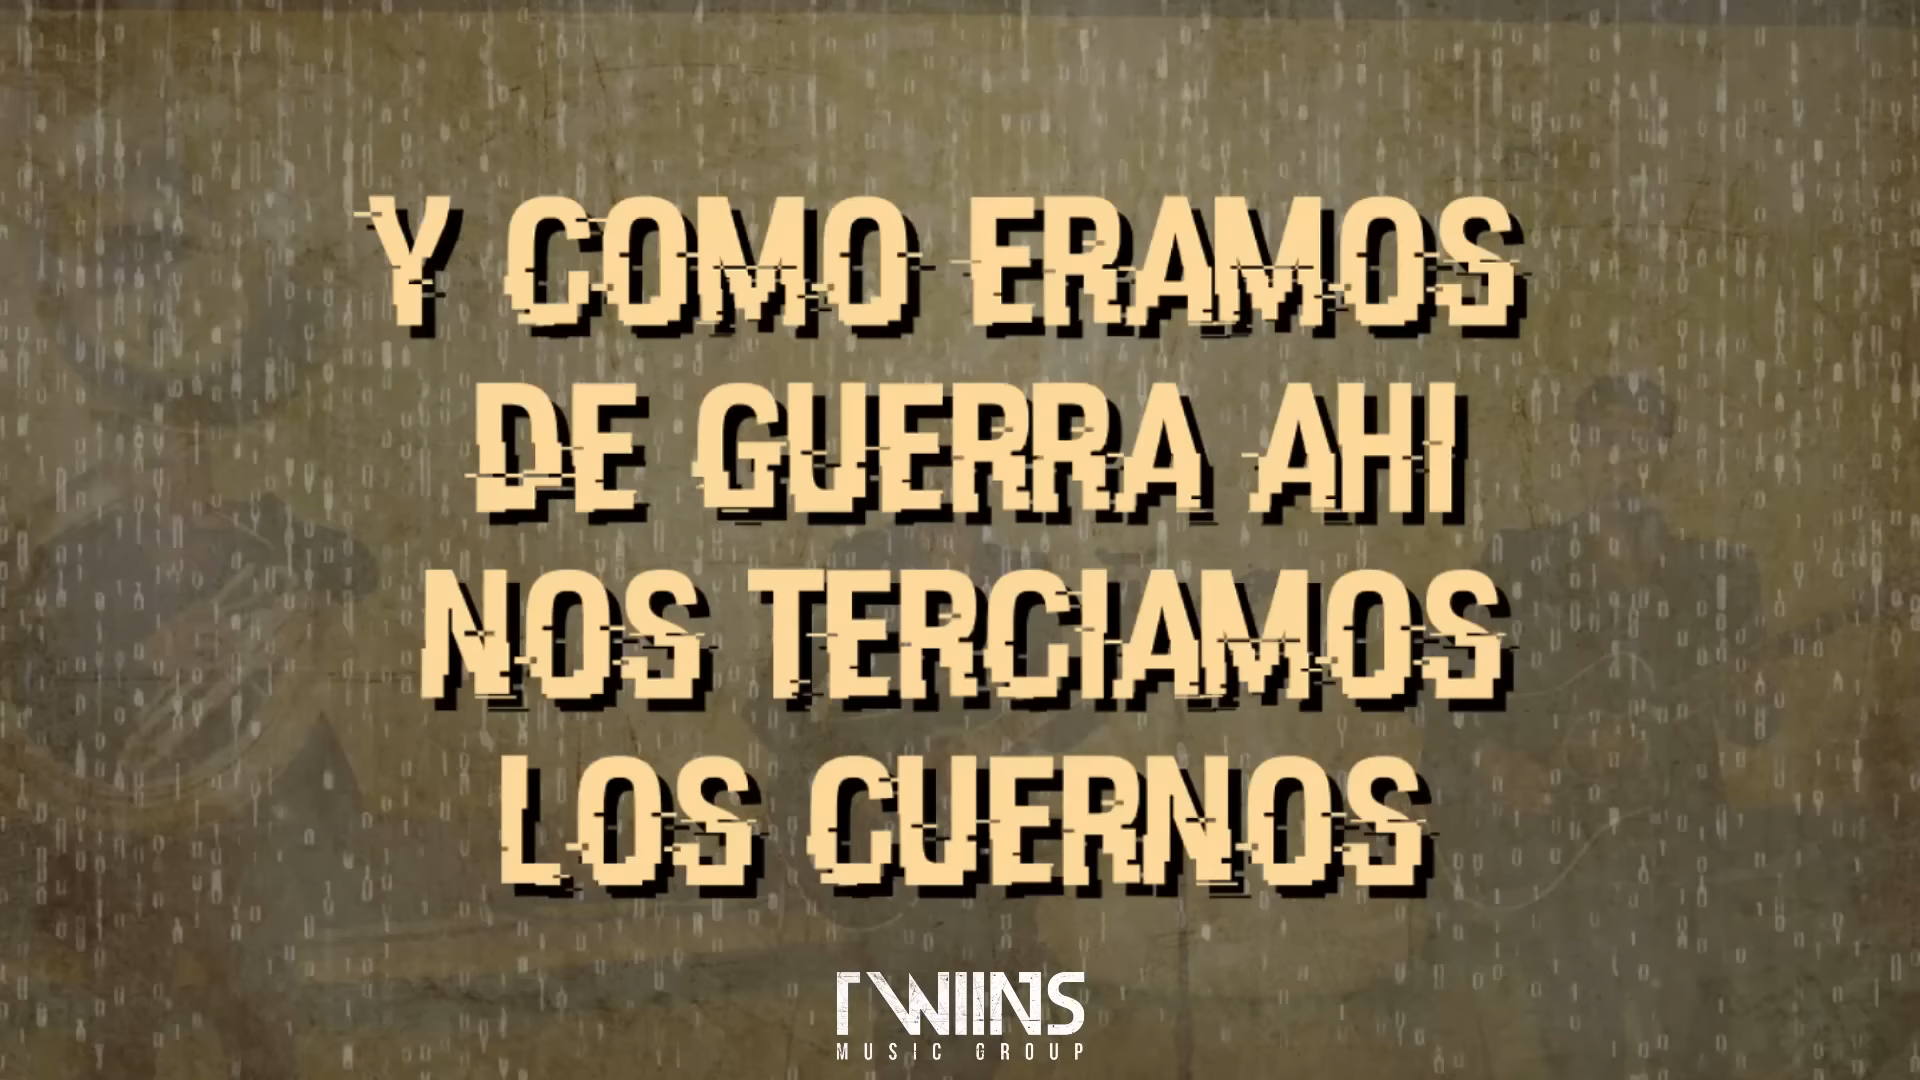 Y COMO ERAMOS
DE GUERRA AHI
NOS TERCIAMOS
LOS CUERNOS
TWIINS
MUSIC GROUP